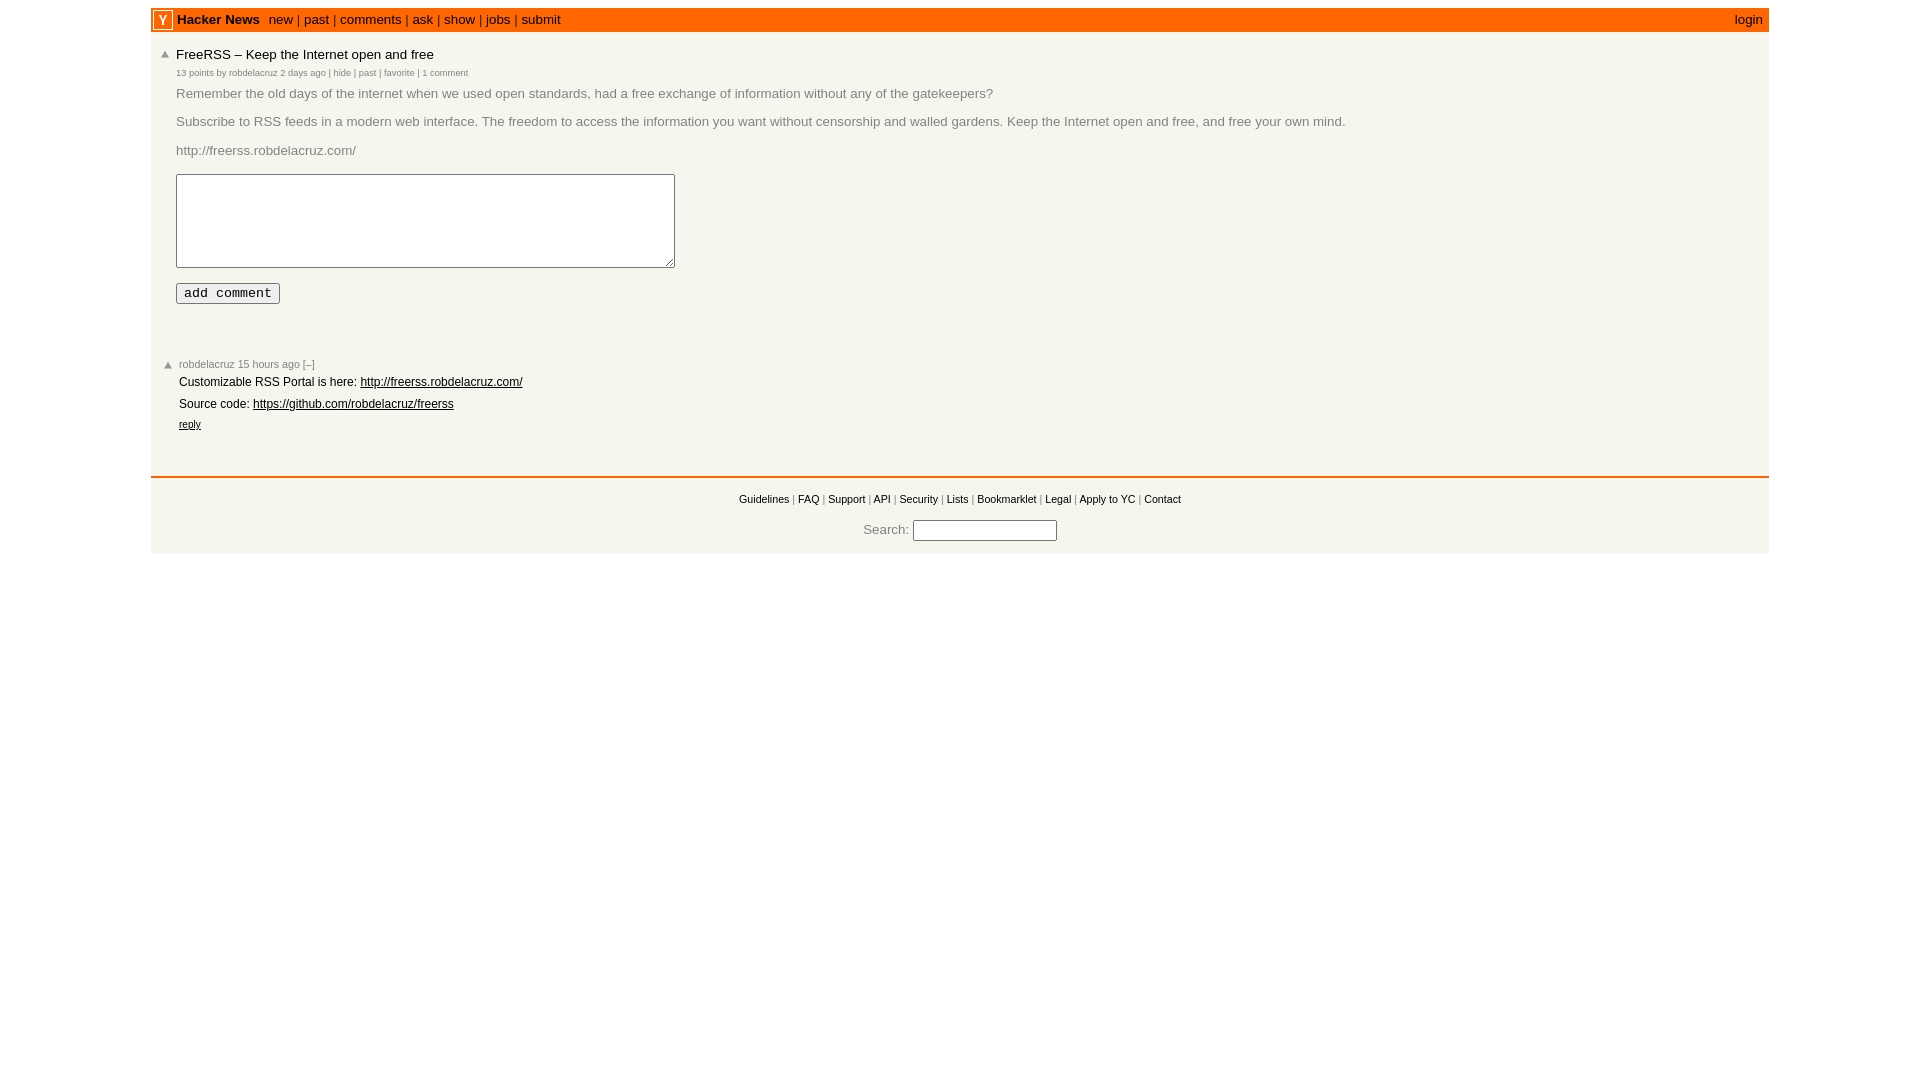 Y Hacker News new | past | comments | ask | show | jobs | submit login
FreeRSS – Keep the Internet open and free
13 points by robdelacruz 2 days ago | hide | past | favorite | 1 comment
Remember the old days of the internet when we used open standards, had a free exchange of information without any of the gatekeepers?
Subscribe to RSS feeds in a modern web interface. The freedom to access the information you want without censorship and walled gardens. Keep the Internet open and free, and free your own mind.
http://freerss.robdelacruz.com/
add comment
robdelacruz 15 hours ago [–]
Customizable RSS Portal is here: http://freerss.robdelacruz.com/
Source code: https://github.com/robdelacruz/freerss
reply
Guidelines | FAQ | Support | API | Security | Lists | Bookmarklet | Legal | Apply to YC | Contact
Search: